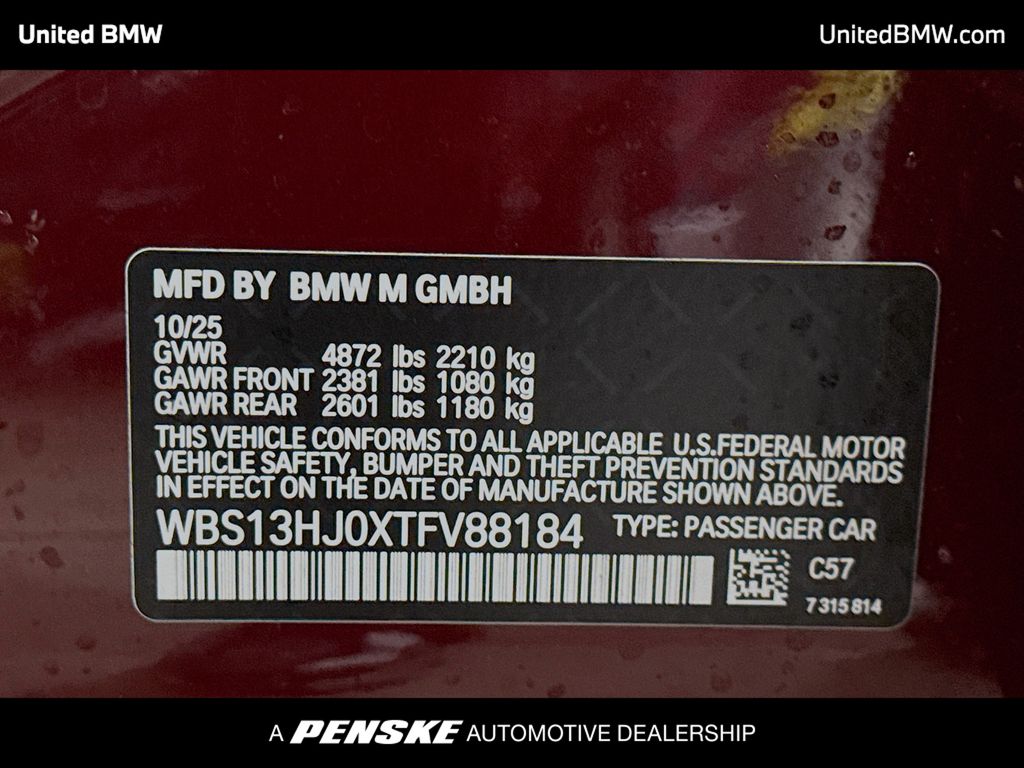 United BMW
UnitedBMW.com
MFD BY BMW M GMBH
10/25
GVWR 4872 lbs 2210 kg
GAWR FRONT 2381 lbs 1080 kg
GAWR REAR 2601 lbs 1180 kg
THIS VEHICLE CONFORMS TO ALL APPLICABLE U.S.FEDERAL MOTOR
VEHICLE SAFETY, BUMPER AND THEFT PREVENTION STANDARDS
IN EFFECT ON THE DATE OF MANUFACTURE SHOWN ABOVE.
WBS13HJ0XTFV88184 TYPE: PASSENGER CAR
C57
7 315 814
A PENSKE AUTOMOTIVE DEALERSHIP